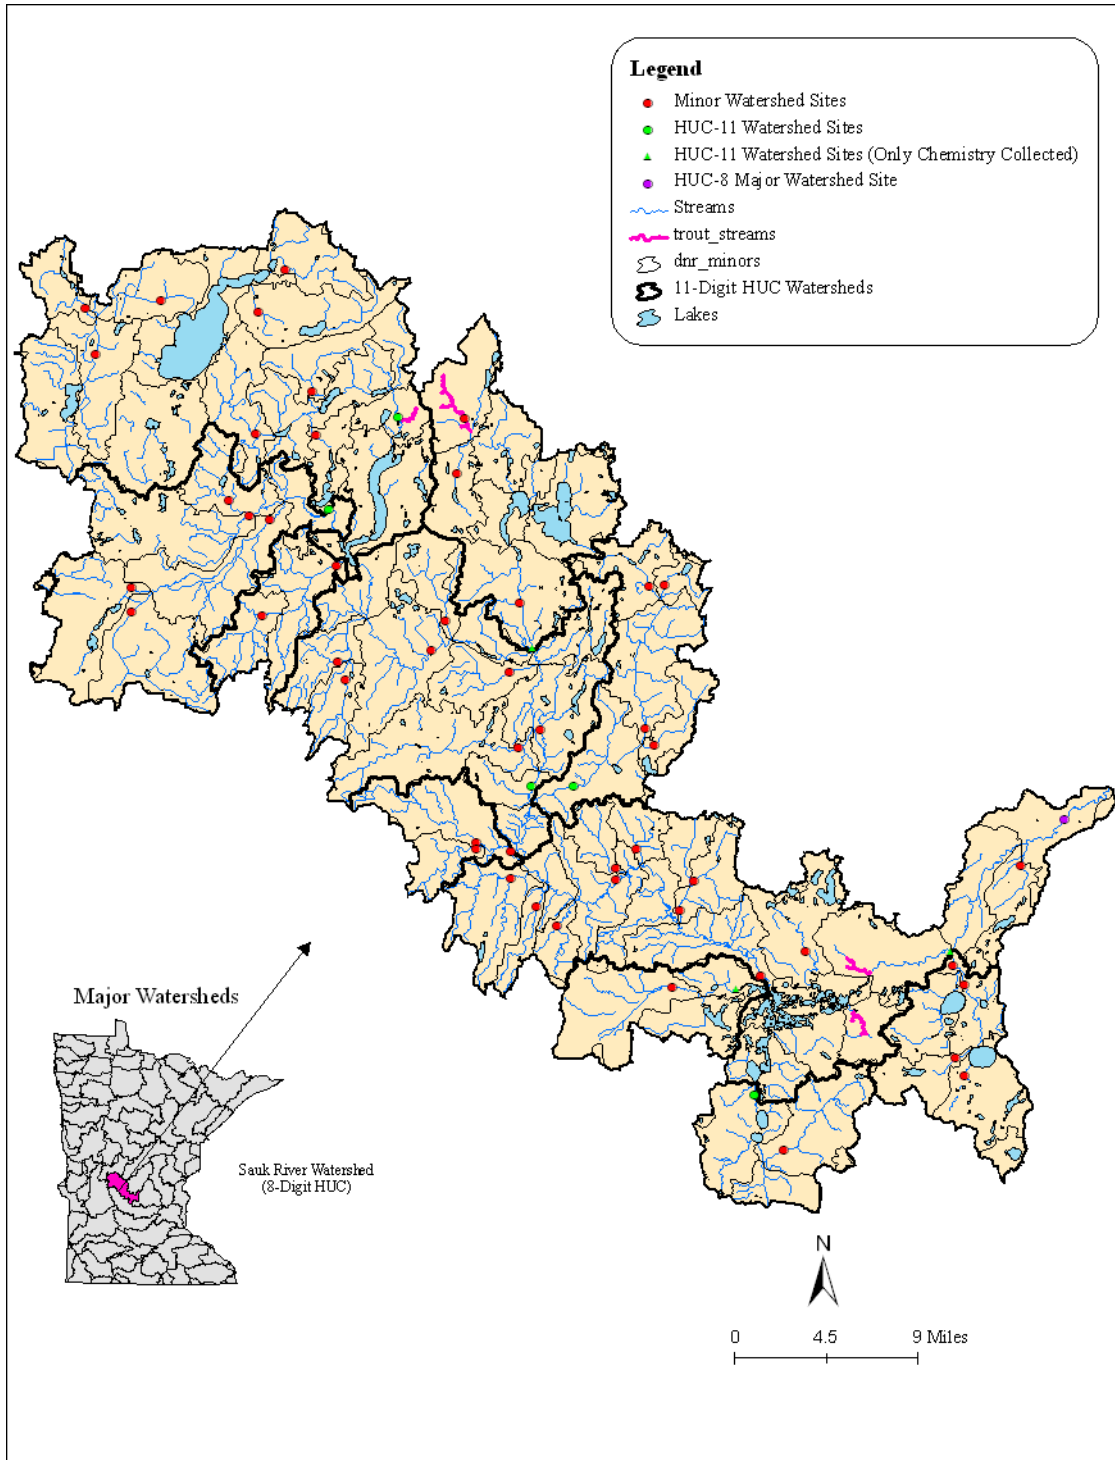 Legend
Minor Watershed Sites
HUC-11 Watershed Sites
HUC-11 Watershed Sites (Only Chemistry Collected)
HUC-8 Major Watershed Site
Streams
trout_streams
dnr_minors
11-Digit HUC Watersheds
Lakes
Major Watersheds
Sauk River Watershed
(8-Digit HUC)
N
0 4.5 9 Miles